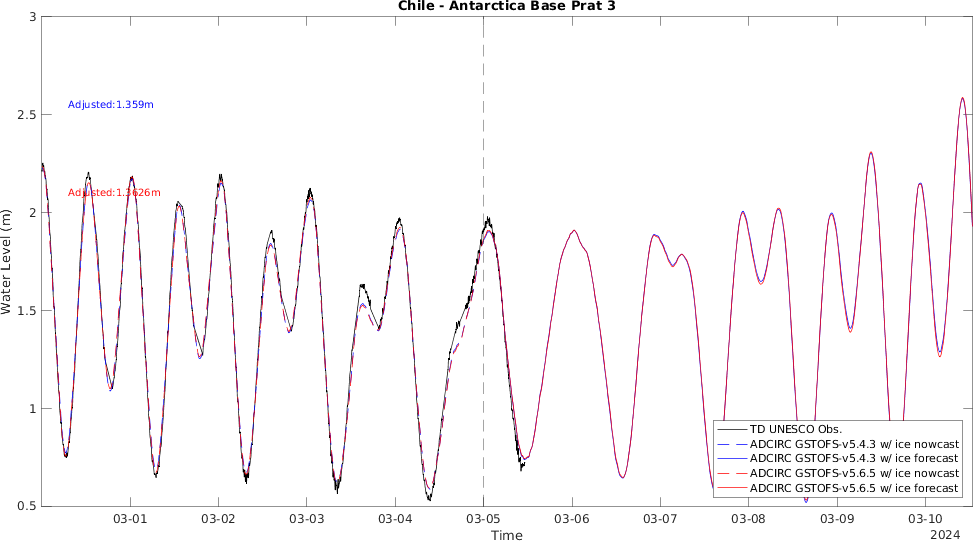 Chile - Antarctica Base Prat 3
3
2.5
2
1.5
1
0.5
Water Level (m)
Adjusted:1.359m
Adjusted:1.3626m
TD UNESCO Obs.
ADCIRC GSTOFS-v5.4.3 w/ ice nowcast
ADCIRC GSTOFS-v5.4.3 w/ ice forecast
ADCIRC GSTOFS-v5.6.5 w/ ice nowcast
ADCIRC GSTOFS-v5.6.5 w/ ice forecast
03-01 03-02 03-03 03-04 03-05 03-06 03-07 03-08 03-09 03-10
Time
2024